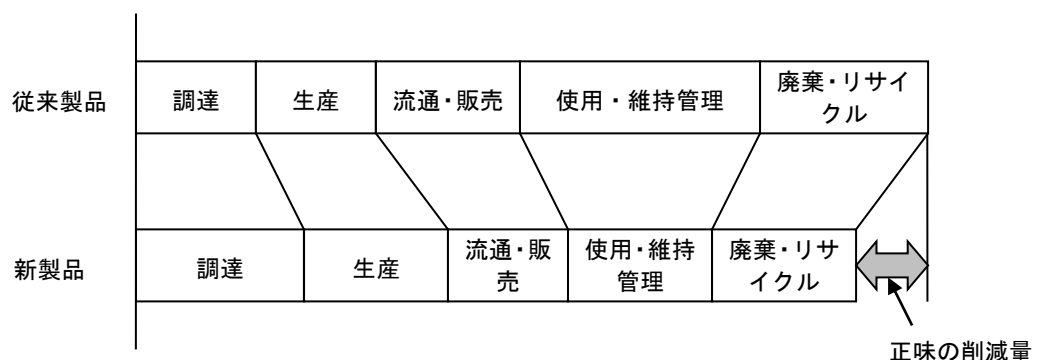 従来製品
調達
生産
流通・販売
使用・維持管理
廃棄・リサイ
クル
新製品
調達
生産
流通・販
売
使用・維持
管理
廃棄・リサ
イクル
正味の削減量